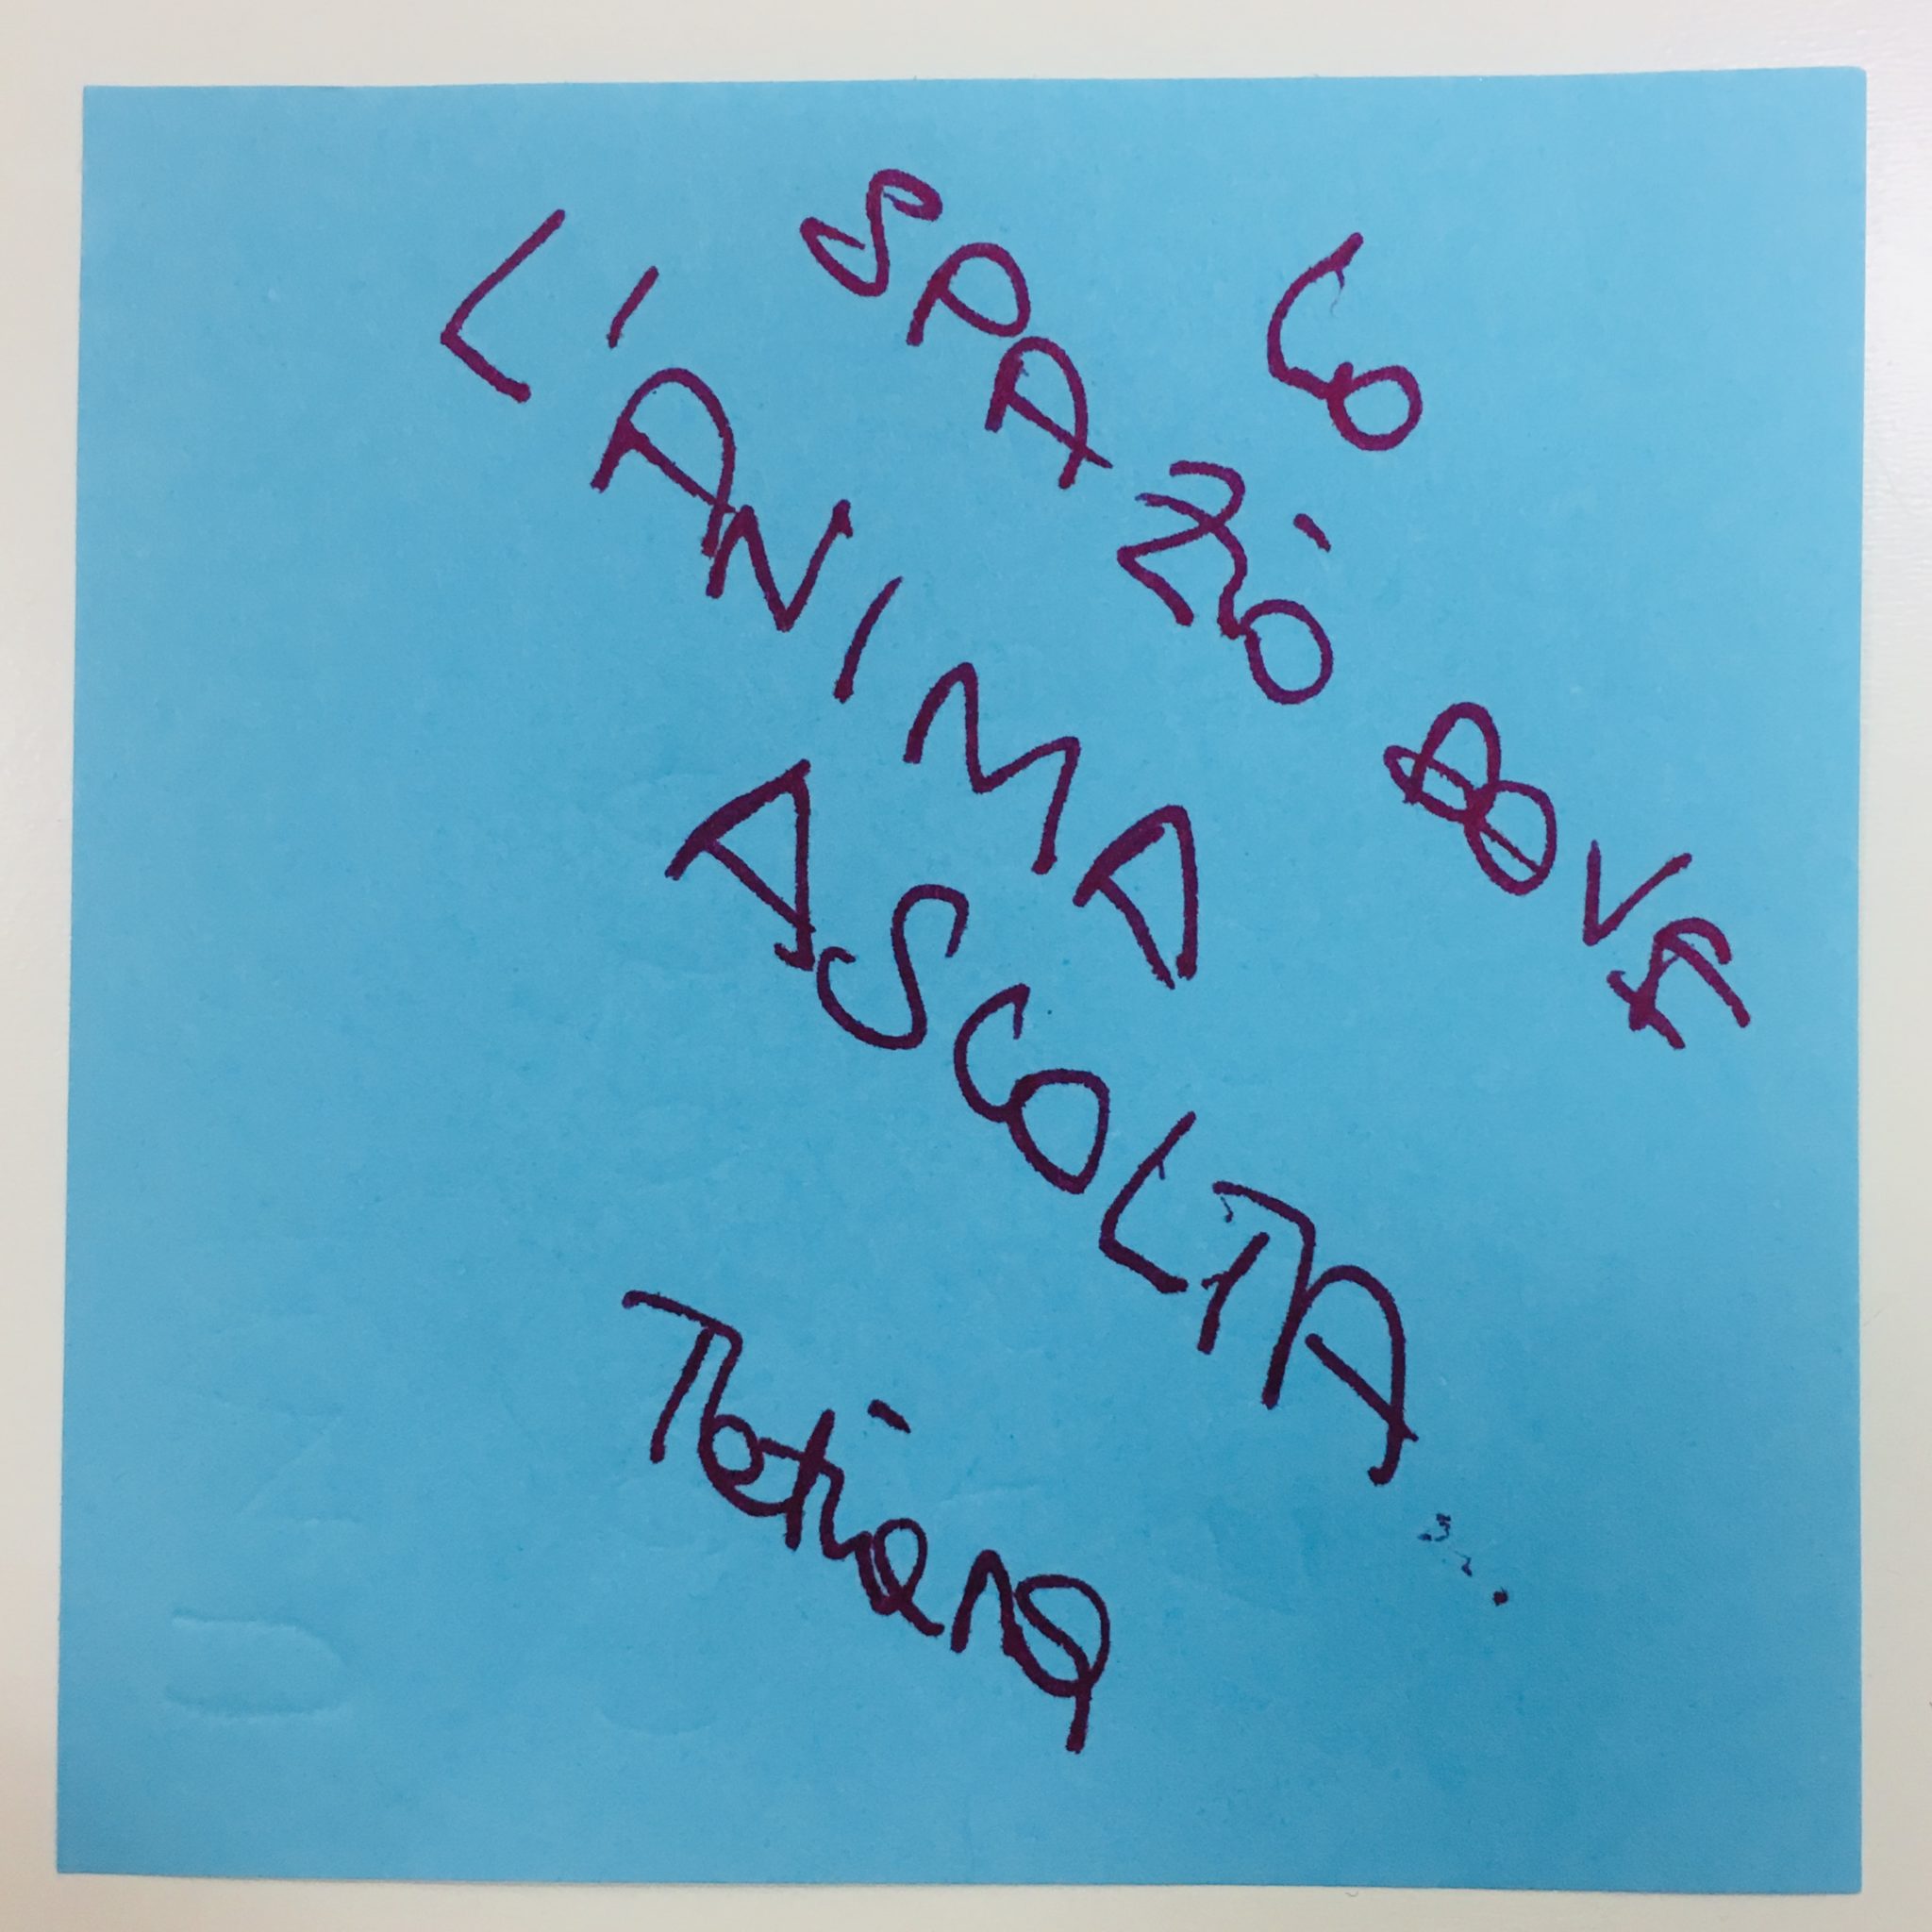 Lo
SPAZIO DOVE
L'ANIMA
ASCOLTA...
Tatiana